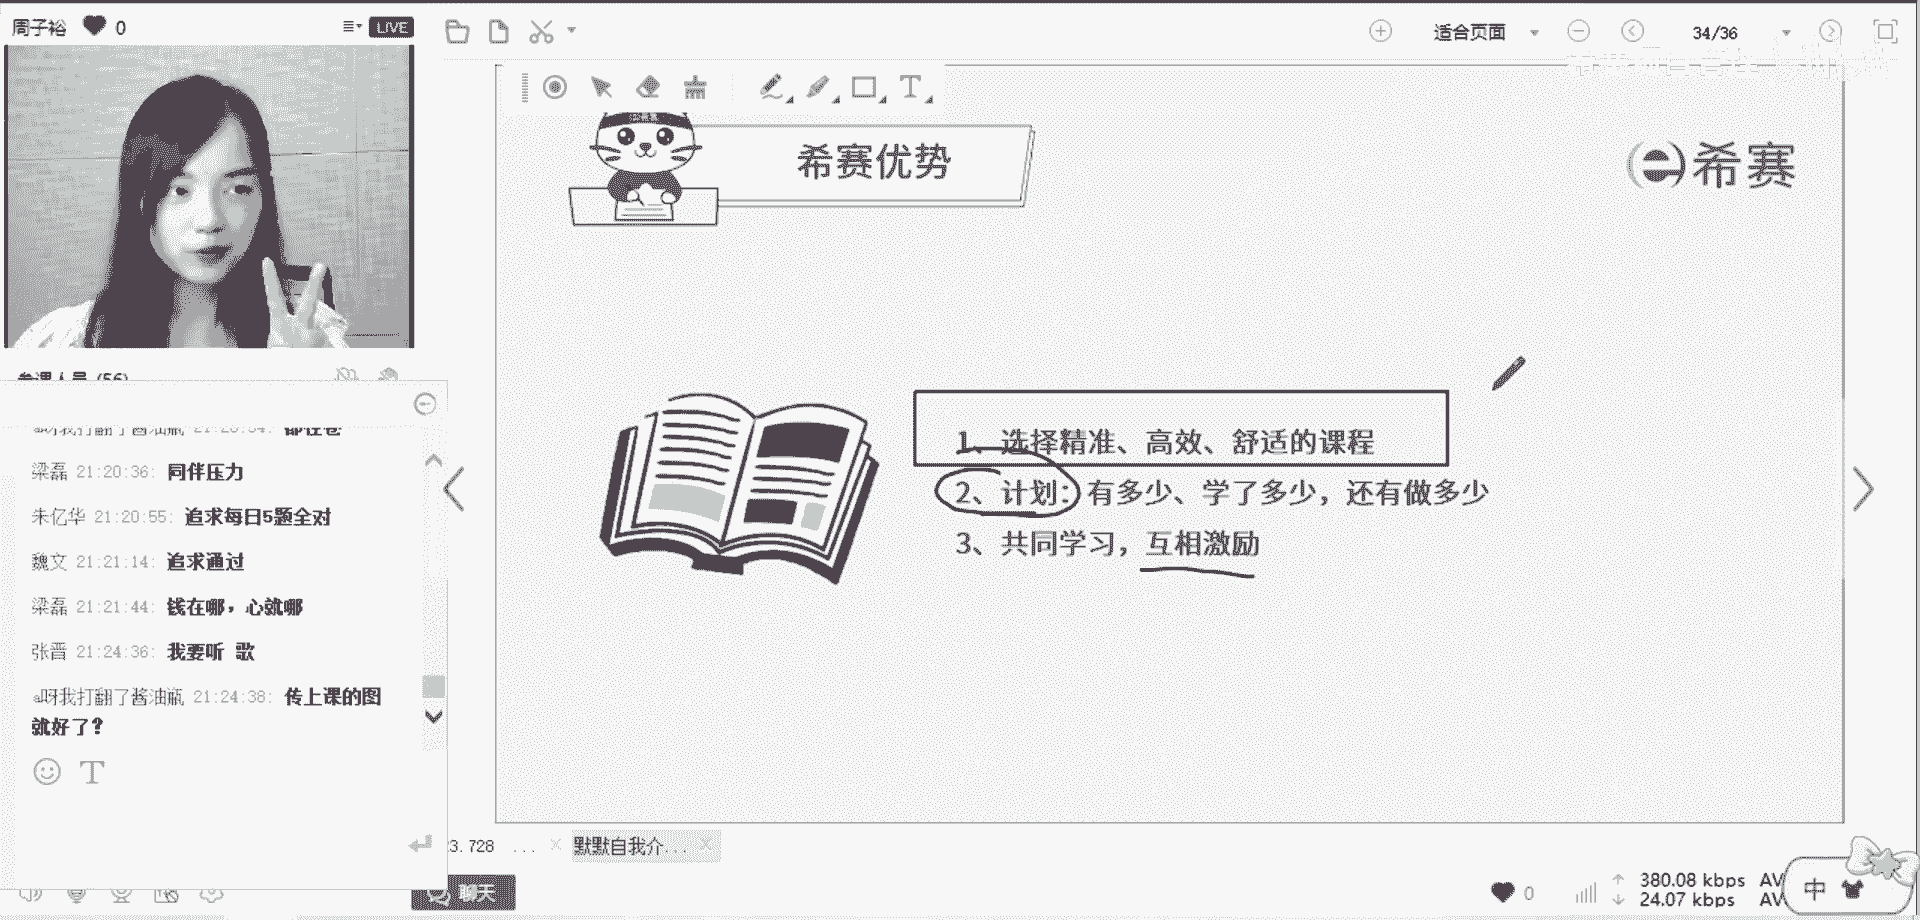 周子裕 0
LIVE
适合页面
34/36
希赛优势
希赛
参课人员 (56)
梁磊 21:20:36: 同伴压力
朱亿华 21:20:55: 追求每日5题全对
魏文 21:21:14: 追求通过
梁磊 21:21:44: 钱在哪，心就哪
张晋 21:24:36: 我要听 歌
a呀我打翻了酱油瓶 21:24:38: 传上课的图
就好了？
T
1、选择精准、高效、舒适的课程
2、计划：有多少、学了多少，还有做多少
3、共同学习，互相激励
3.728 ...
默默自我介...
聊天
0
380.08 kbps AV
24.07 kbps AV
中